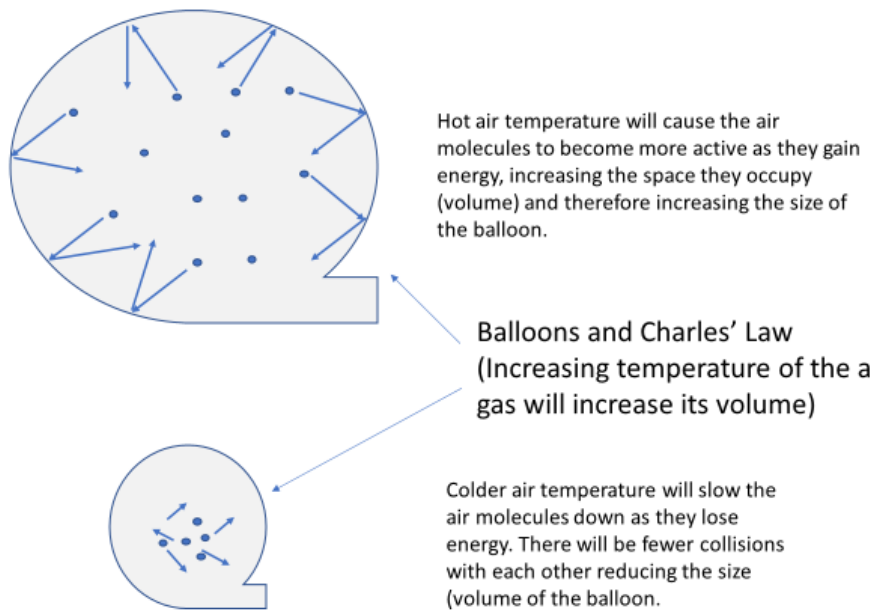 Hot air temperature will cause the air
molecules to become more active as they gain
energy, increasing the space they occupy
(volume) and therefore increasing the size of
the balloon.
Balloons and Charles’ Law
(Increasing temperature of the a
gas will increase its volume)
Colder air temperature will slow the
air molecules down as they lose
energy. There will be fewer collisions
with each other reducing the size
(volume of the balloon.